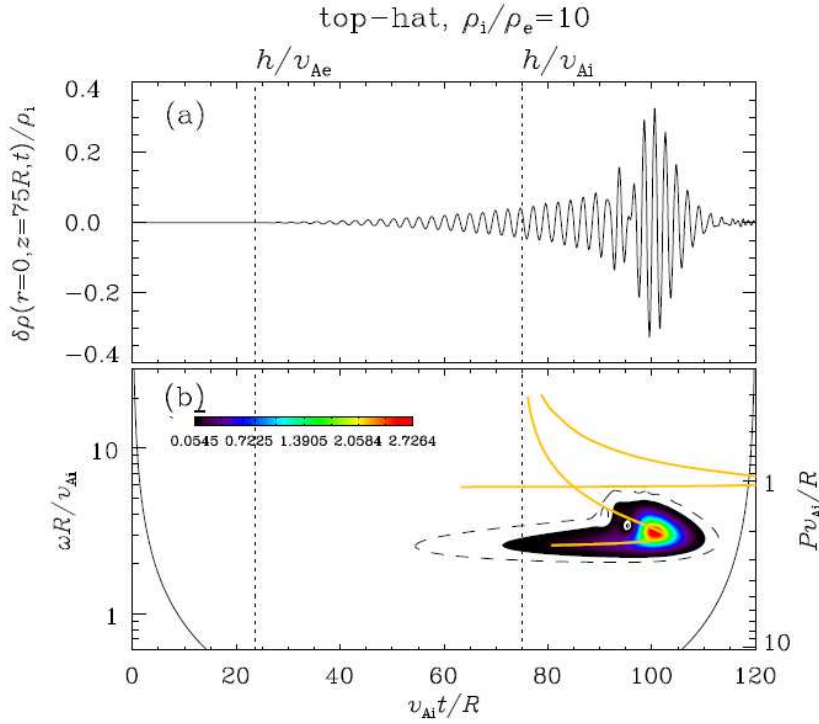 top-hat, ρi/ρe=10
h/vAe h/vAi
(a)
δρ(r=0,z=75R,t)/ρi
0.4
0.2
0.0
−0.2
−0.4
(b)
0.0545 0.7225 1.3905 2.0584 2.7264
ωR/vAi
10
1
PvAi/R
1
10
0 20 40 60 80 100 120
vAit/R